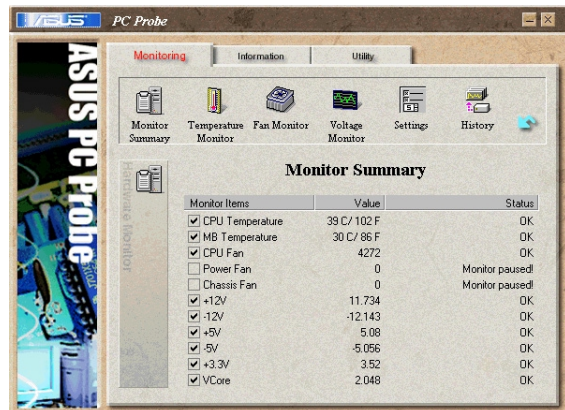 ASUS PC Probe
Monitoring Information Utility
Monitor Summary
Temperature Monitor
Fan Monitor
Voltage Monitor
Settings
History
ASUS PC Probe
Hardware Monitor
Monitor Summary
Monitor Items Value Status
CPU Temperature 39 C/ 102 F OK
MB Temperature 30 C/ 86 F OK
CPU Fan 4272 OK
Power Fan 0 Monitor paused!
Chassis Fan 0 Monitor paused!
+12V 11.734 OK
-12V -12.143 OK
+5V 5.08 OK
-5V -5.056 OK
+3.3V 3.52 OK
VCore 2.048 OK